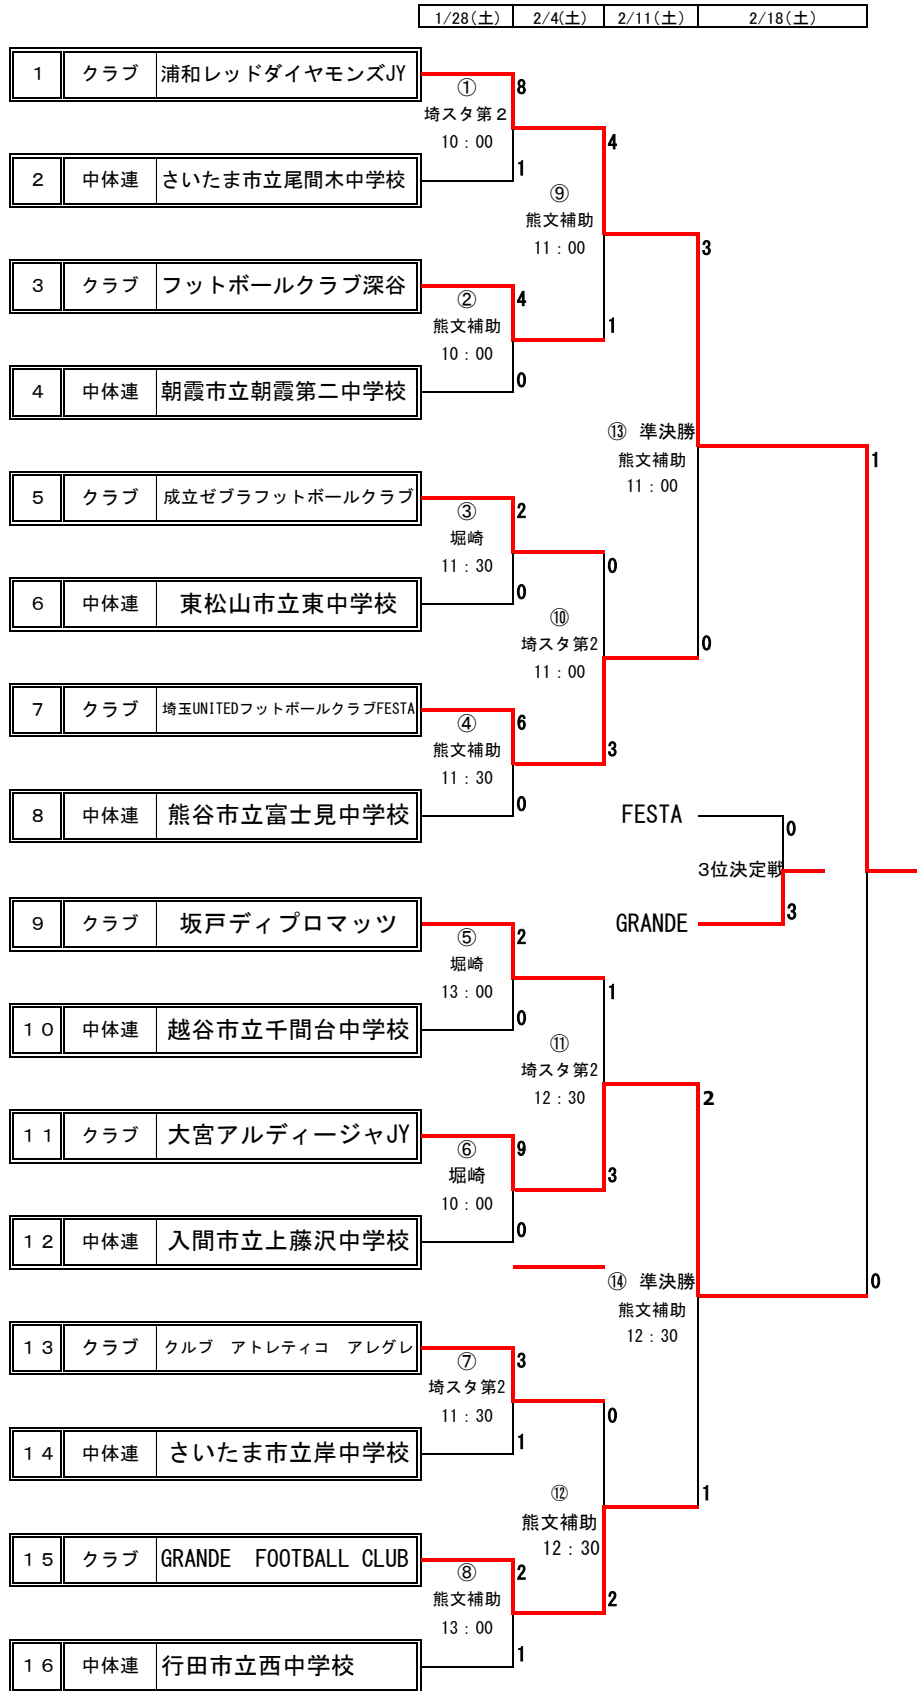 1/28(土) 2/4(土) 2/11(土) 2/18(土)
1 クラブ 浦和レッドダイヤモンズJY
① 8
埼スタ第２
10：00
4
2 中体連 さいたま市立尾間木中学校
1
⑨
熊文補助
11：00
3
3 クラブ フットボールクラブ深谷
② 4
熊文補助
1
10：00
4 中体連 朝霞市立朝霞第二中学校
0
⑬ 準決勝
熊文補助
11：00
1
5 クラブ 成立ゼブラフットボールクラブ
③ 2
堀崎
11：30
0
6 中体連 東松山市立東中学校
0
⑩
埼スタ第2
11：00
0
7 クラブ 埼玉UNITEDフットボールクラブFESTA
④ 6
熊文補助
3
11：30
8 中体連 熊谷市立富士見中学校
0
FESTA
0
3位決定戦
GRANDE
3
9 クラブ 坂戸ディプロマッツ
⑤ 2
堀崎
13：00
1
10 中体連 越谷市立千間台中学校
0
⑪
埼スタ第2
12：30
2
11 クラブ 大宮アルディージャJY
⑥ 9
堀崎
3
10：00
12 中体連 入間市立上藤沢中学校
0
⑭ 準決勝
熊文補助
12：30
0
13 クラブ クルブ　アトレティコ　アレグレ
⑦ 3
埼スタ第2
11：30
0
14 中体連 さいたま市立岸中学校
1
⑫
熊文補助
12：30
1
15 クラブ GRANDE　FOOTBALL CLUB
⑧ 2
熊文補助
2
13：00
16 中体連 行田市立西中学校
1